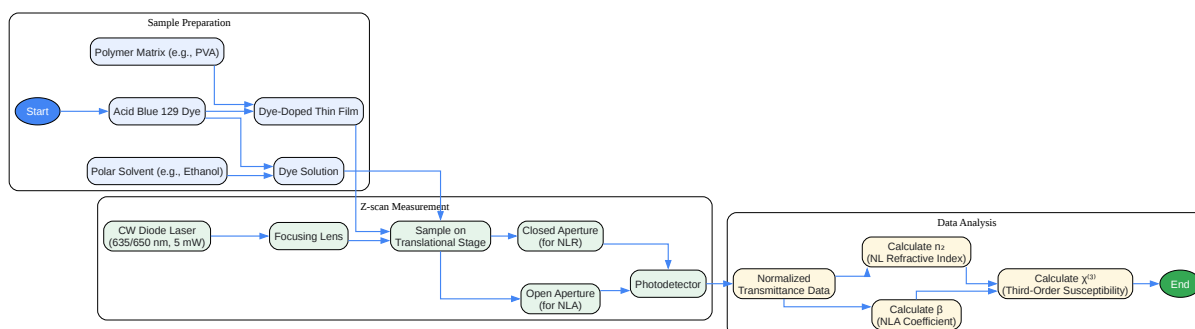 Sample Preparation
Polymer Matrix (e.g., PVA)
Start
Acid Blue 129 Dye
Dye-Doped Thin Film
Polar Solvent (e.g., Ethanol)
Dye Solution
Z-scan Measurement
CW Diode Laser
(635/650 nm, 5 mW)
Focusing Lens
Sample on
Translational Stage
Closed Aperture
(for NLR)
Open Aperture
(for NLA)
Photodetector
Data Analysis
Normalized
Transmittance Data
Calculate n₂
(NL Refractive Index)
Calculate β
(NLA Coefficient)
Calculate χ⁽³⁾
(Third-Order Susceptibility)
End